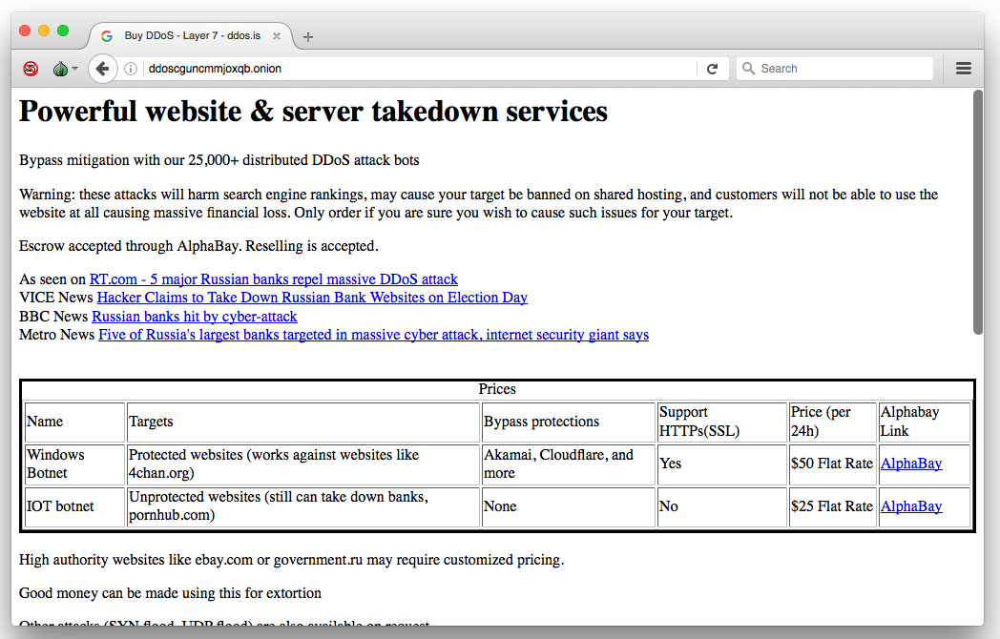 Buy DDoS - Layer 7 - ddos.is
ddoscguncmmjoxqb.onion
Search
Powerful website & server takedown services
Bypass mitigation with our 25,000+ distributed DDoS attack bots
Warning: these attacks will harm search engine rankings, may cause your target be banned on shared hosting, and customers will not be able to use the
website at all causing massive financial loss. Only order if you are sure you wish to cause such issues for your target.
Escrow accepted through AlphaBay. Reselling is accepted.
As seen on RT.com - 5 major Russian banks repel massive DDoS attack
VICE News Hacker Claims to Take Down Russian Bank Websites on Election Day
BBC News Russian banks hit by cyber-attack
Metro News Five of Russia's largest banks targeted in massive cyber attack, internet security giant says
Prices
Name Targets Bypass protections Support HTTPs(SSL) Price (per 24h) Alphabay Link
Windows Botnet Protected websites (works against websites like 4chan.org) Akamai, Cloudflare, and more Yes $50 Flat Rate AlphaBay
IOT botnet Unprotected websites (still can take down banks, pornhub.com) None No $25 Flat Rate AlphaBay
High authority websites like ebay.com or government.ru may require customized pricing.
Good money can be made using this for extortion
Other attacks (SYN flood, UDP flood) are also available on request